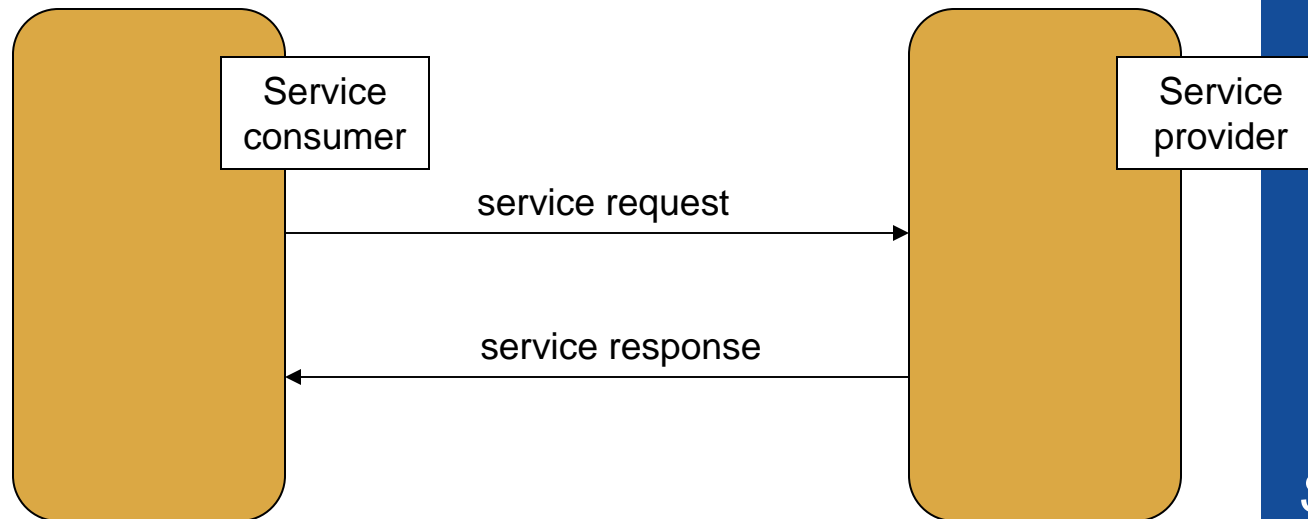 Service
consumer
Service
provider
service request
service response